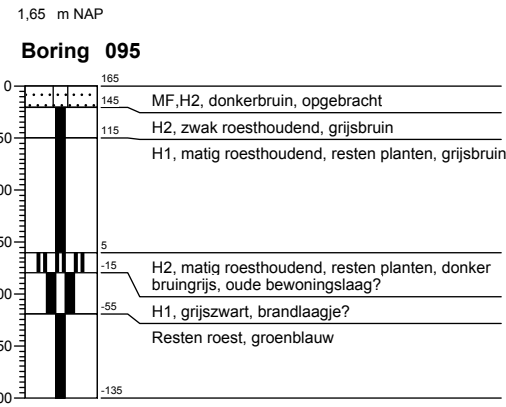 1,65 m NAP
Boring 095
0
165
145
MF,H2, donkerbruin, opgebracht
50
115
H2, zwak roesthoudend, grijsbruin
H1, matig roesthoudend, resten planten, grijsbruin
00
50
5
-15
H2, matig roesthoudend, resten planten, donker
bruingrijs, oude bewoningslaag?
00
-55
H1, grijszwart, brandlaagje?
Resten roest, groenblauw
50
00
-135